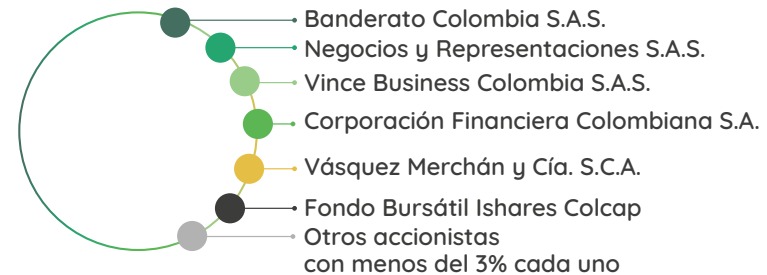 Banderato Colombia S.A.S.
Negocios y Representaciones S.A.S.
Vince Business Colombia S.A.S.
Corporación Financiera Colombiana S.A.
Vásquez Merchán y Cía. S.C.A.
Fondo Bursátil Ishares Colcap
Otros accionistas
con menos del 3% cada uno